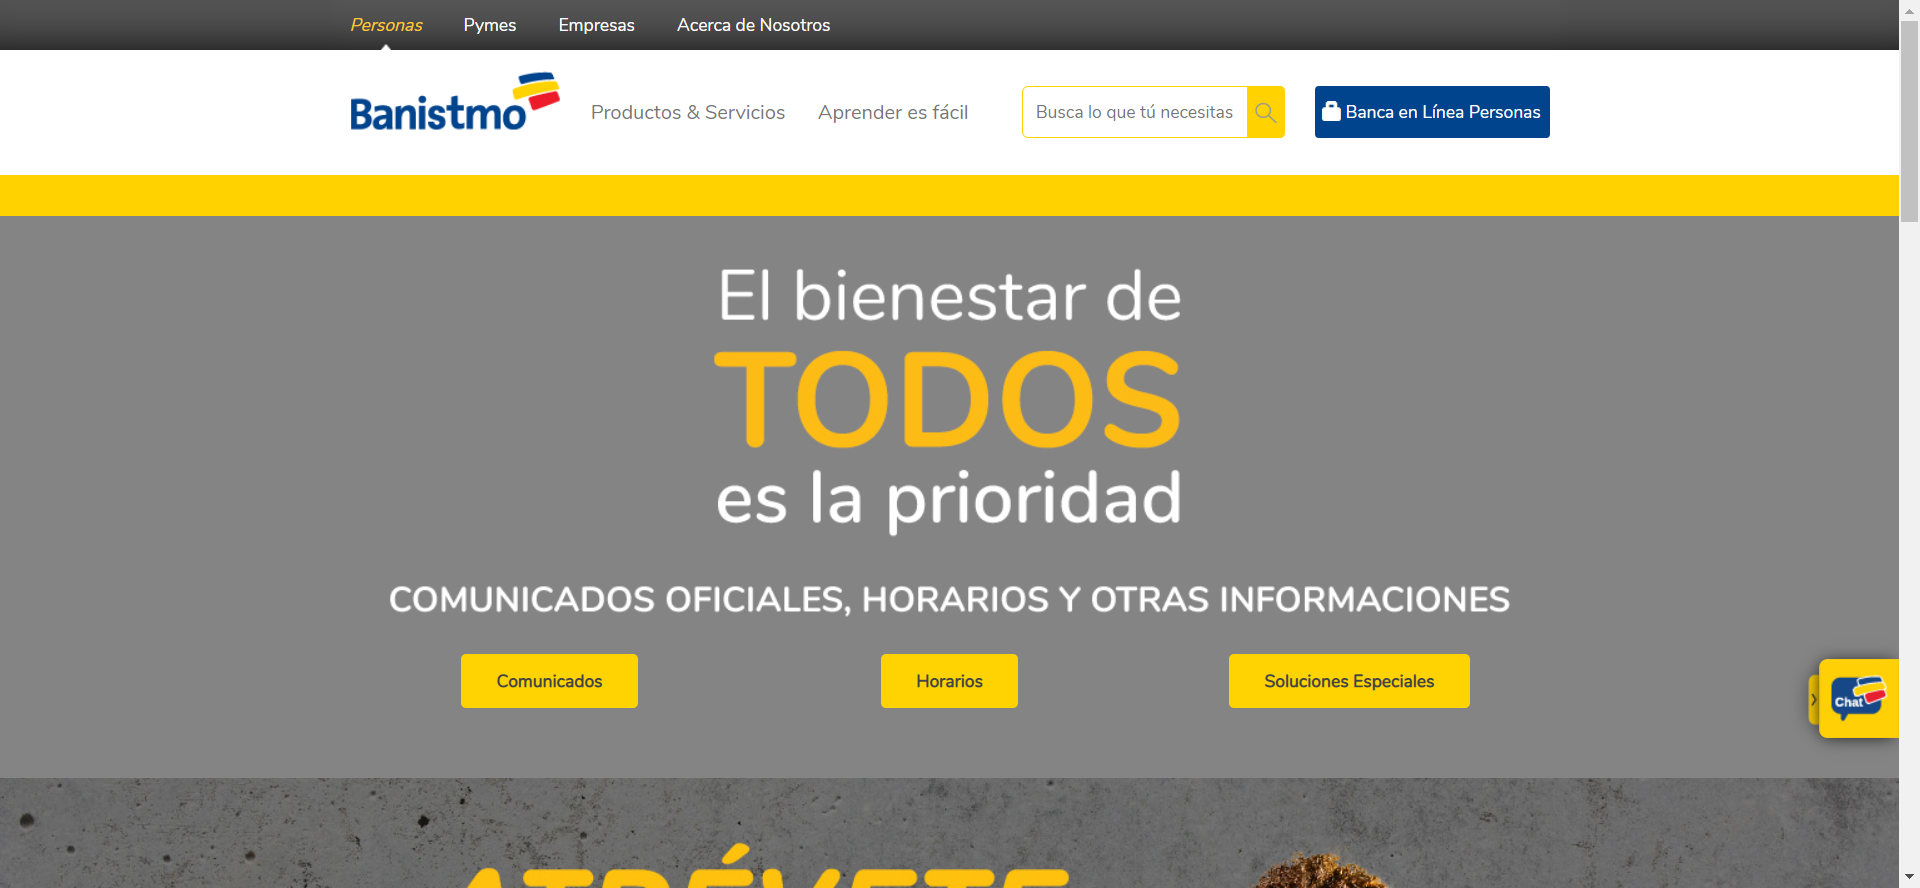 Personas Pymes Empresas Acerca de Nosotros
Banistmo Productos & Servicios Aprender es fácil Busca lo que tú necesitas Banca en Línea Personas
El bienestar de
TODOS
es la prioridad
COMUNICADOS OFICIALES, HORARIOS Y OTRAS INFORMACIONES
Comunicados Horarios Soluciones Especiales
Chat
ATRÉVETE